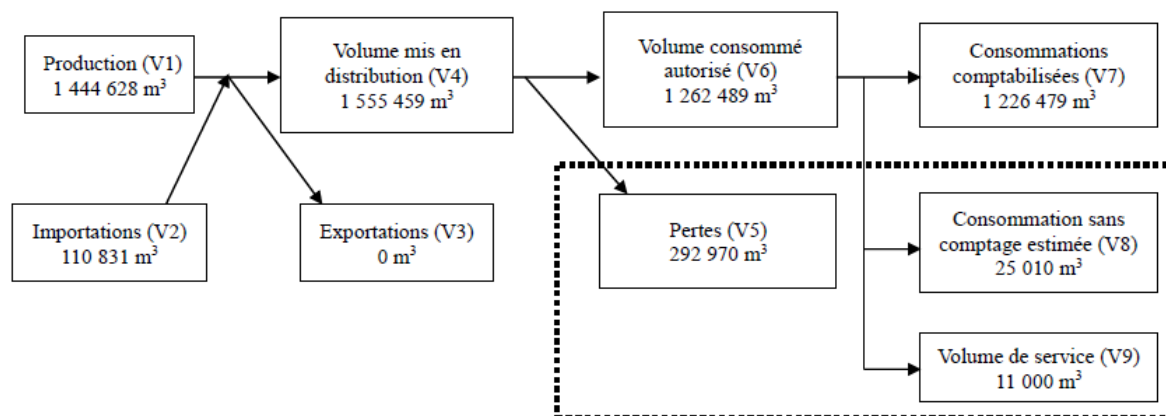 Production (V1)
1 444 628 m³
Volume mis en
distribution (V4)
1 555 459 m³
Volume consommé
autorisé (V6)
1 262 489 m³
Consommations
comptabilisées (V7)
1 226 479 m³
Importations (V2)
110 831 m³
Exportations (V3)
0 m³
Pertes (V5)
292 970 m³
Consommation sans
comptage estimée (V8)
25 010 m³
Volume de service (V9)
11 000 m³